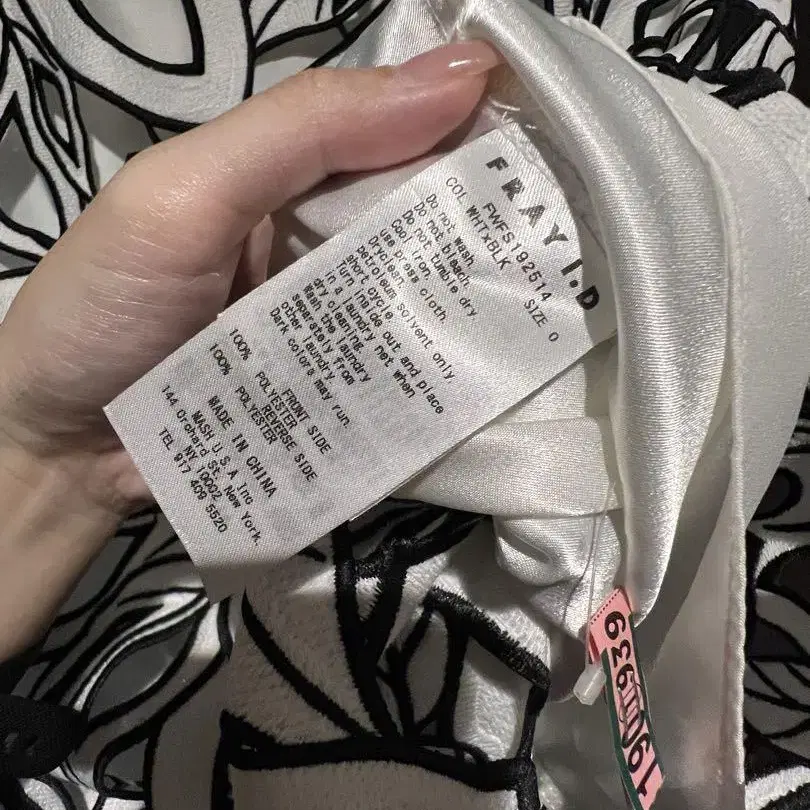 FRAY I.D
FWFS192514
COL WHTXBLK SIZE 0
Do not wash.
Do not bleach.
Do not tumble dry
Cool iron,
use press cloth.
Dryclean,
petroleum solvent only
short cycle.
Turn inside out and place
in a laundry net when
dry cleaning.
Wash the laundry
separately from
other laundry.
Dark colors may run.
FRONT SIDE
100% POLYESTER
REVERSE SIDE
100% POLYESTER
MADE IN CHINA
MASH U.S.A Inc
144 Orchard St, New York,
NY 10002
TEL 917 409 5520